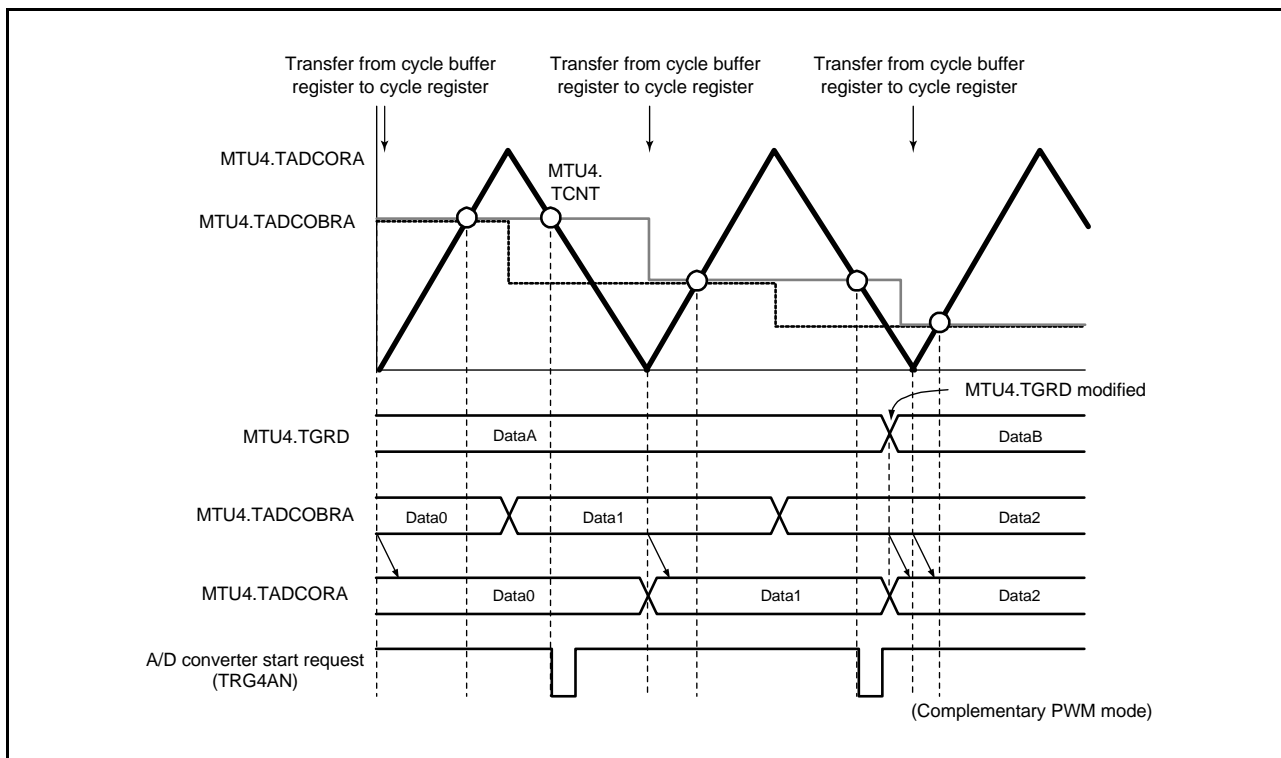 Transfer from cycle buffer
register to cycle register
Transfer from cycle buffer
register to cycle register
Transfer from cycle buffer
register to cycle register
MTU4.TADCORA
MTU4.
TCNT
MTU4.TADCOBRA
MTU4.TGRD modified
MTU4.TGRD
DataA
DataB
MTU4.TADCOBRA
Data0
Data1
Data2
MTU4.TADCORA
Data0
Data1
Data2
A/D converter start request
(TRG4AN)
(Complementary PWM mode)